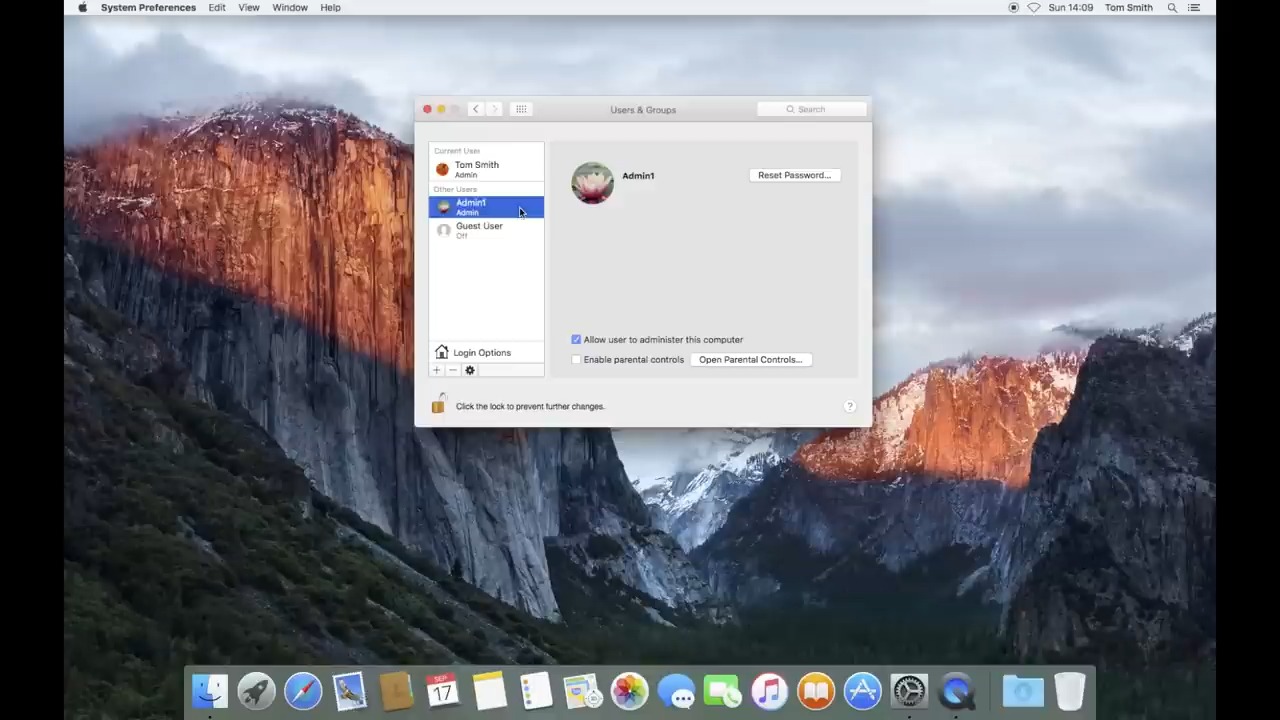 System Preferences Edit View Window Help Sun 14:09 Tom Smith
Users & Groups Search
Current User
Tom Smith
Admin
Other Users
Admin1
Admin
Guest User
Off
Login Options
Admin1
Reset Password...
Allow user to administer this computer
Enable parental controls Open Parental Controls...
Click the lock to prevent further changes.
?
SEP
17